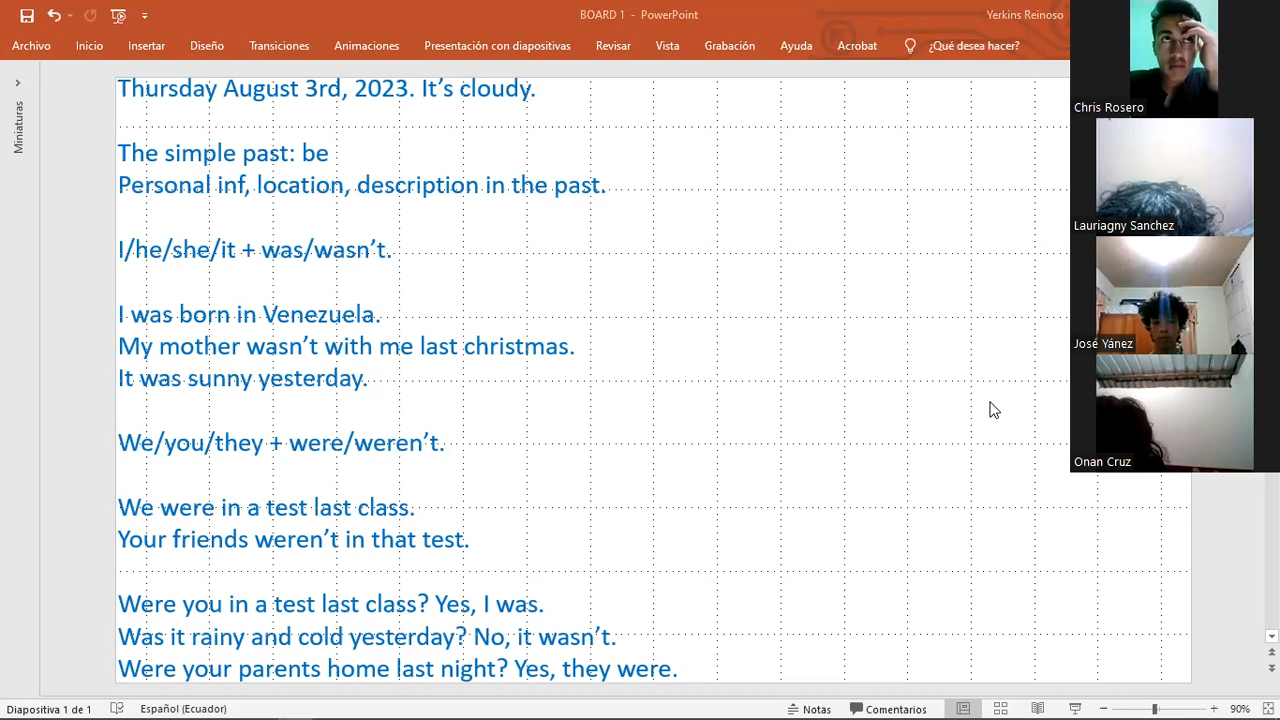 BOARD 1 - PowerPoint
Yerkins Reinoso
Archivo Inicio Insertar Diseño Transiciones Animaciones Presentación con diapositivas Revisar Vista Grabación Ayuda Acrobat ¿Qué desea hacer?
Miniaturas
Thursday August 3rd, 2023. It’s cloudy.
The simple past: be
Personal inf, location, description in the past.
I/he/she/it + was/wasn’t.
I was born in Venezuela.
My mother wasn’t with me last christmas.
It was sunny yesterday.
We/you/they + were/weren’t.
We were in a test last class.
Your friends weren’t in that test.
Were you in a test last class? Yes, I was.
Was it rainy and cold yesterday? No, it wasn’t.
Were your parents home last night? Yes, they were.
Chris Rosero
Lauriagny Sanchez
José Yánez
Onan Cruz
Diapositiva 1 de 1 Español (Ecuador) Notas Comentarios 90%